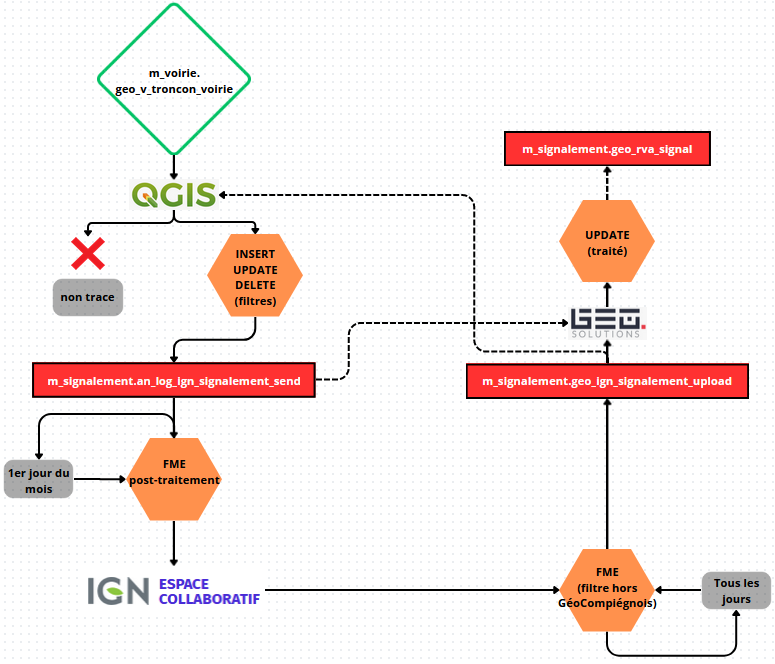 m_voirie.
geo_v_troncon_voirie
QGIS
non trace
INSERT
UPDATE
DELETE
(filtres)
m_signalement.an_log_ign_signalement_send
1er jour du
mois
FME
post-traitement
IGN
ESPACE
COLLABORATIF
m_signalement.geo_rva_signal
UPDATE
(traité)
GEO.
SOLUTIONS
m_signalement.geo_ign_signalement_upload
FME
(filtre hors
GéoCompiégnois)
Tous les
jours